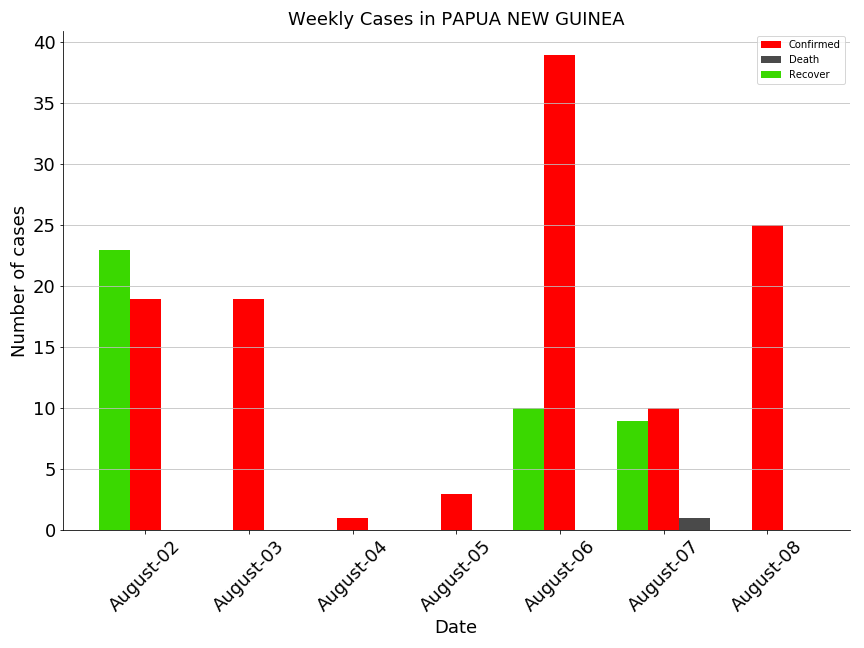 Weekly Cases in PAPUA NEW GUINEA
Confirmed
Death
Recover
Number of cases
40
35
30
25
20
15
10
5
0
August-02
August-03
August-04
August-05
August-06
August-07
August-08
Date